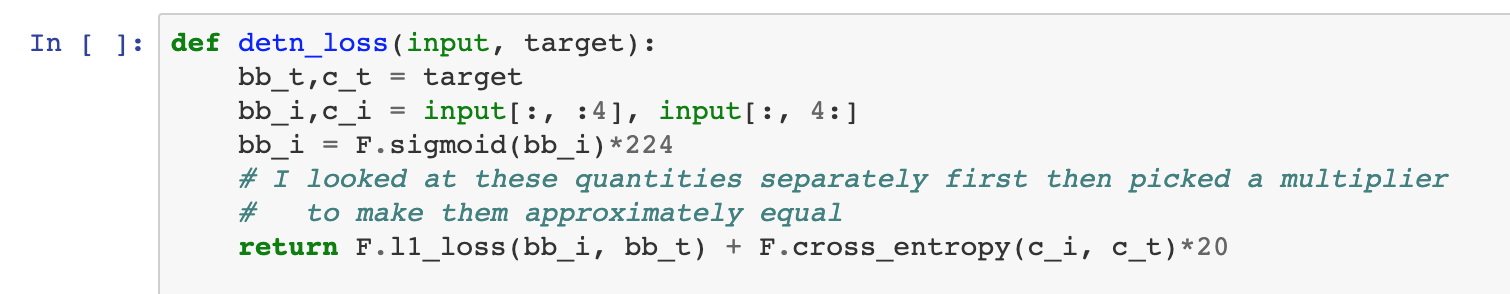 In [ ]: def detn_loss(input, target):
    bb_t,c_t = target
    bb_i,c_i = input[:, :4], input[:, 4:]
    bb_i = F.sigmoid(bb_i)*224
    # I looked at these quantities separately first then picked a multiplier
    #   to make them approximately equal
    return F.l1_loss(bb_i, bb_t) + F.cross_entropy(c_i, c_t)*20